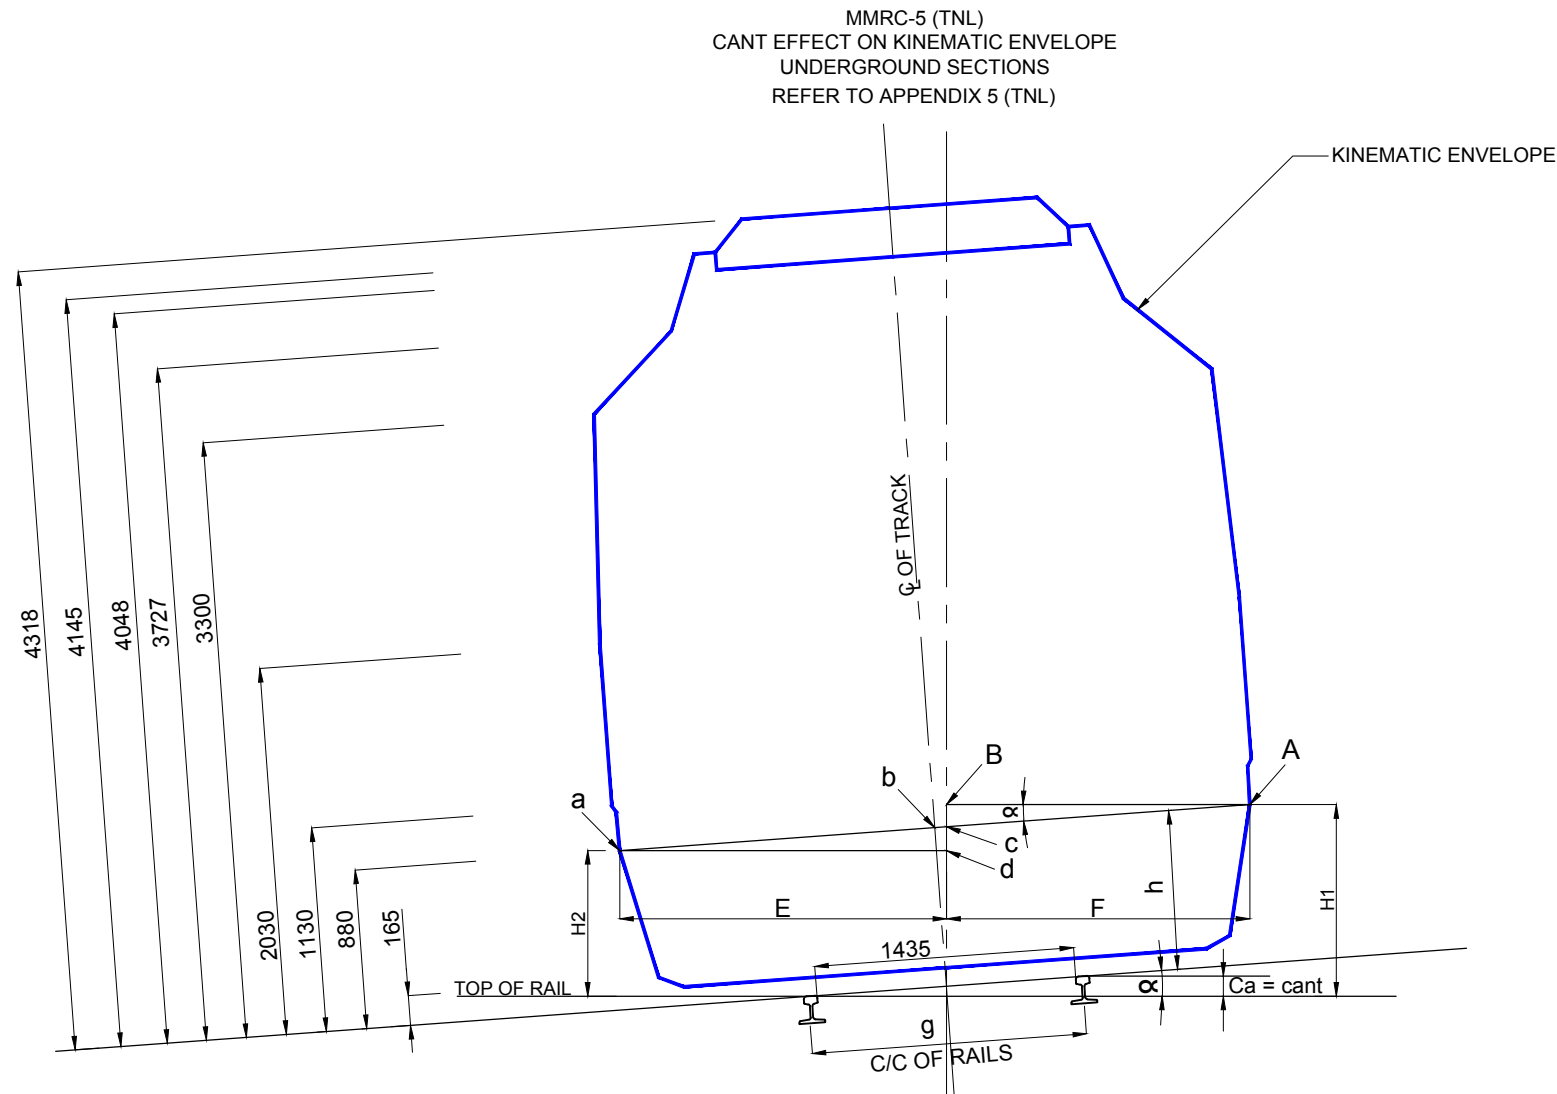 MMRC-5 (TNL)
CANT EFFECT ON KINEMATIC ENVELOPE
UNDERGROUND SECTIONS
REFER TO APPENDIX 5 (TNL)
KINEMATIC ENVELOPE
℄ OF TRACK
4318
4145
4048
3727
3300
2030
1130
880
165
a
b
B
A
α
c
d
h
H1
H2
E
F
1435
TOP OF RAIL
α
Ca = cant
g
C/C OF RAILS